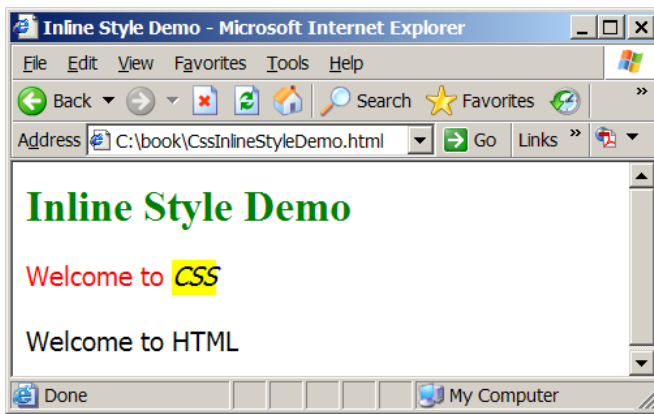 Inline Style Demo - Microsoft Internet Explorer
File Edit View Favorites Tools Help
Back Search Favorites »
Address C:\book\CssInlineStyleDemo.html Go Links »
Inline Style Demo
Welcome to CSS
Welcome to HTML
Done My Computer